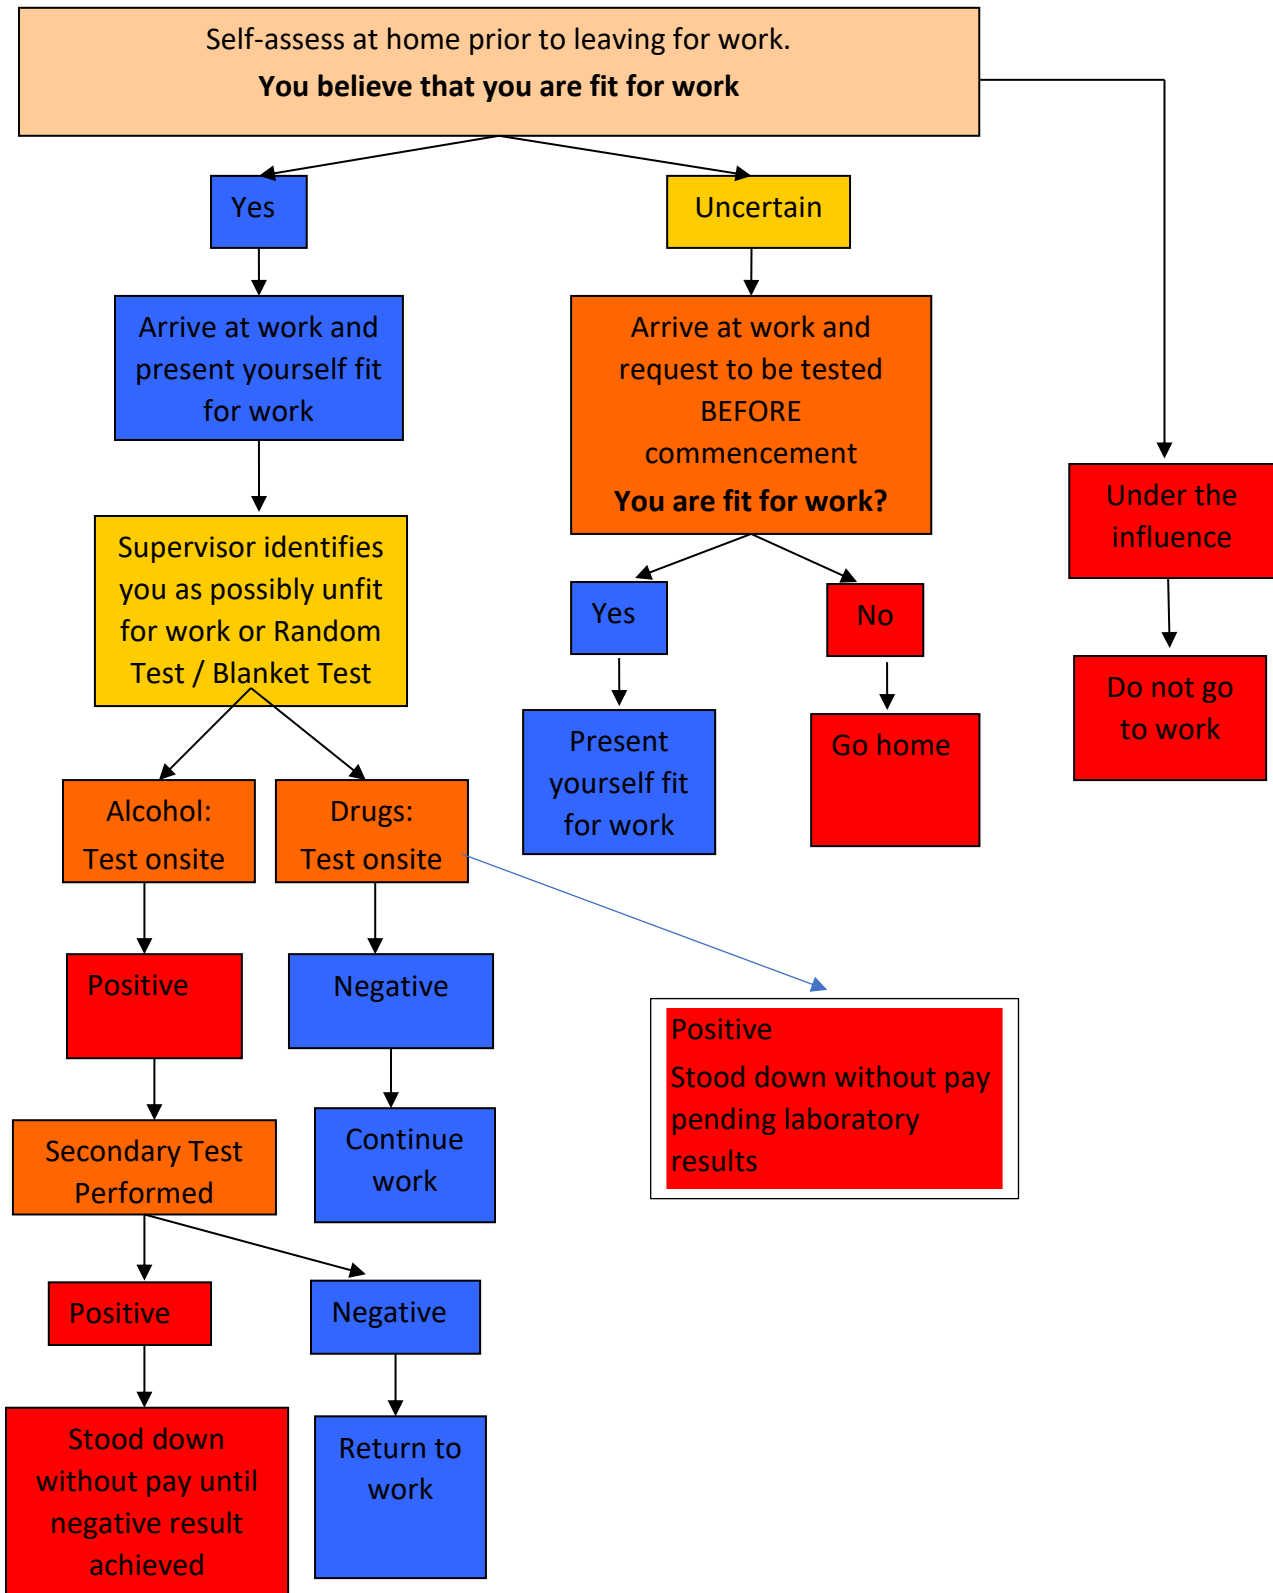 Self-assess at home prior to leaving for work.
You believe that you are fit for work
Yes
Uncertain
Arrive at work and
present yourself fit
for work
Arrive at work and
request to be tested
BEFORE
commencement
You are fit for work?
Under the
influence
Supervisor identifies
you as possibly unfit
for work or Random
Test / Blanket Test
Yes
No
Do not go
to work
Present
yourself fit
for work
Go home
Alcohol:
Test onsite
Drugs:
Test onsite
Positive
Negative
Positive
Stood down without pay
pending laboratory
results
Secondary Test
Performed
Continue
work
Positive
Negative
Stood down
without pay until
negative result
achieved
Return to
work